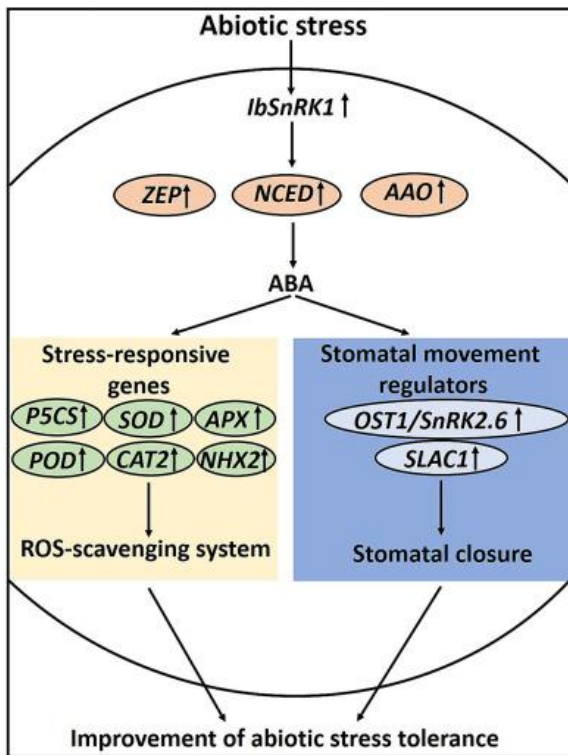 Abiotic stress
IbSnRK1↑
ZEP↑ NCED↑ AAO↑
ABA
Stress-responsive
genes
P5CS↑ SOD↑ APX↑
POD↑ CAT2↑ NHX2↑
ROS-scavenging system
Stomatal movement
regulators
OST1/SnRK2.6↑
SLAC1↑
Stomatal closure
Improvement of abiotic stress tolerance